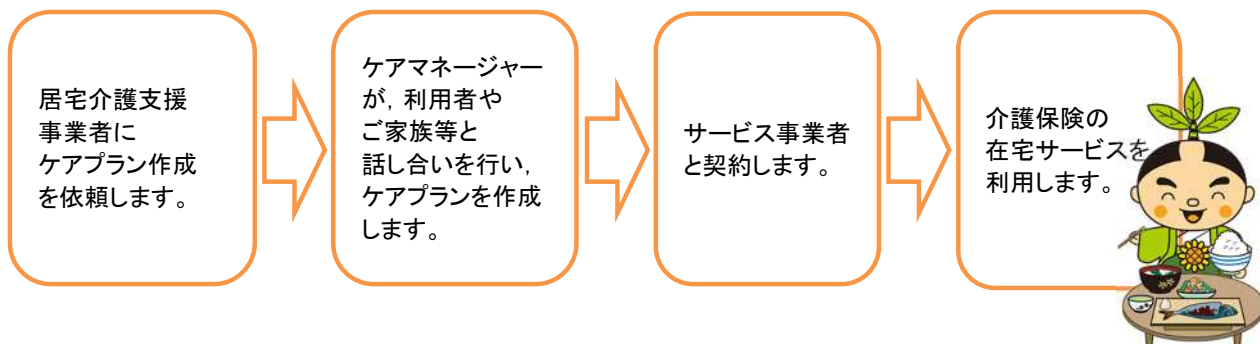 居宅介護支援
事業者に
ケアプラン作成
を依頼します。
ケアマネージャー
が，利用者や
ご家族等と
話し合いを行い，
ケアプランを作成
します。
サービス事業者
と契約します。
介護保険の
在宅サービスを
利用します。